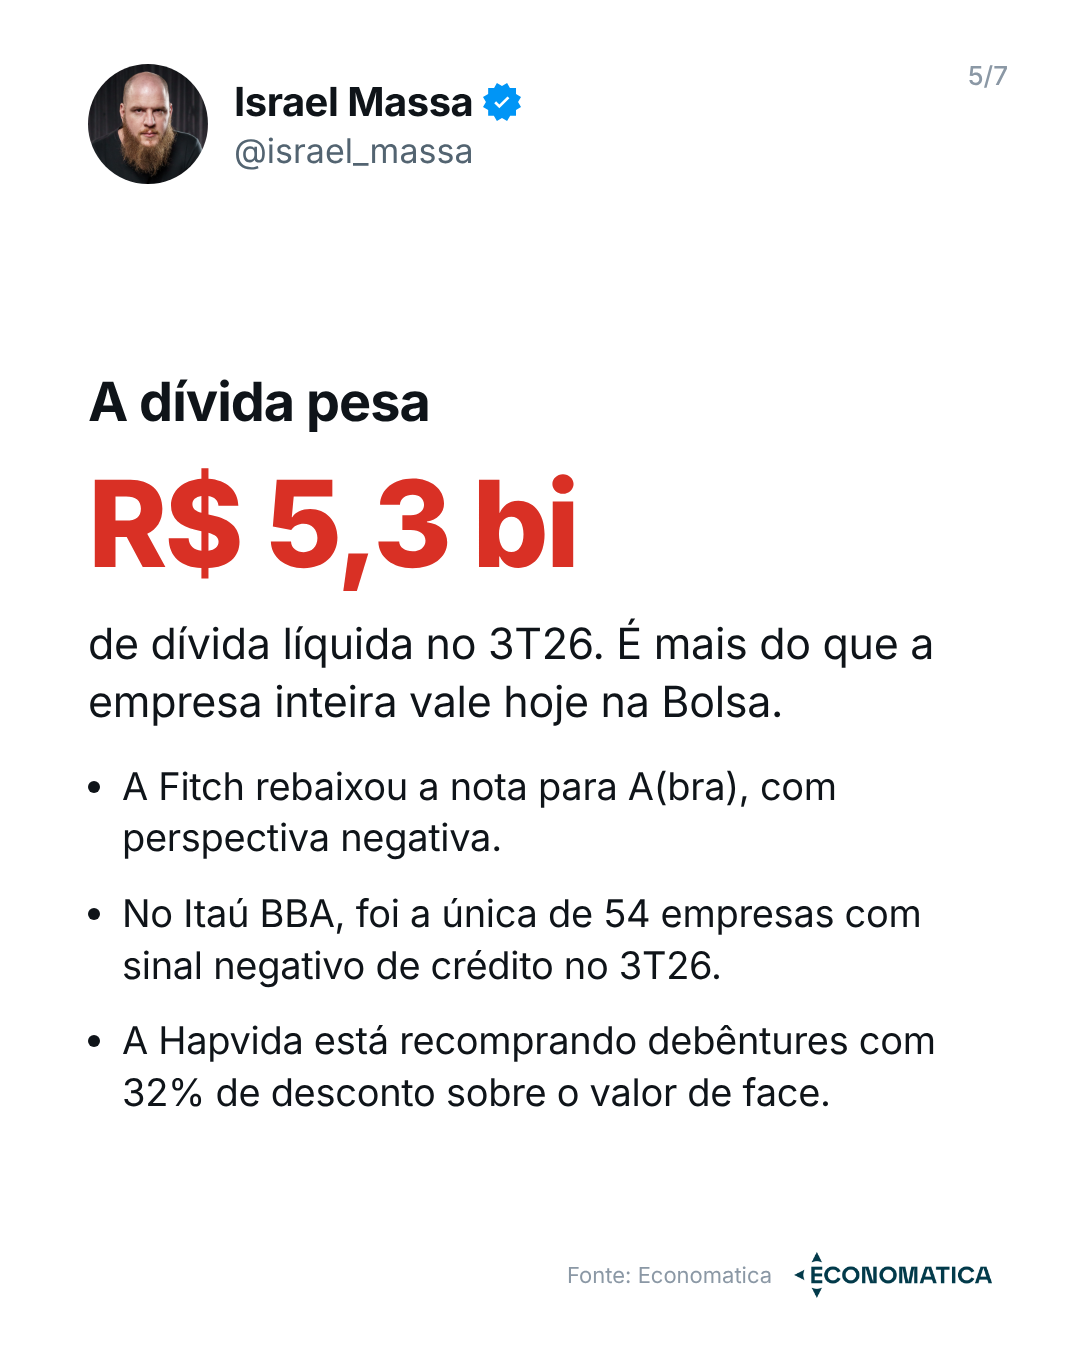 Israel Massa
@israel_massa
5/7
A dívida pesa
R$ 5,3 bi
de dívida líquida no 3T26. É mais do que a
empresa inteira vale hoje na Bolsa.
• A Fitch rebaixou a nota para A(bra), com
perspectiva negativa.
• No Itaú BBA, foi a única de 54 empresas com
sinal negativo de crédito no 3T26.
• A Hapvida está recomprando debêntures com
32% de desconto sobre o valor de face.
Fonte: Economatica
ECONOMATICA